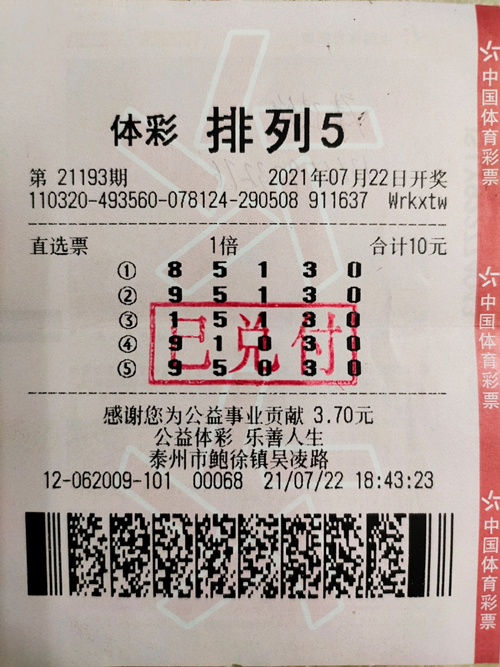 体彩 排列5
第 21193期 2021年07月22日开奖
110320-493560-078124-290508 911637 Wrkxtw
直选票 1倍 合计10元
① 8 5 1 3 0
② 9 5 1 3 0
③ 1 5 1 3 0
④ 9 1 0 3 0
⑤ 9 5 0 3 0
已兑付
感谢您为公益事业贡献 3.70元
公益体彩 乐善人生
泰州市鲍徐镇吴凌路
12-062009-101 00068 21/07/22 18:43:23
中国体育彩票
中国体育彩票
中国体育彩票